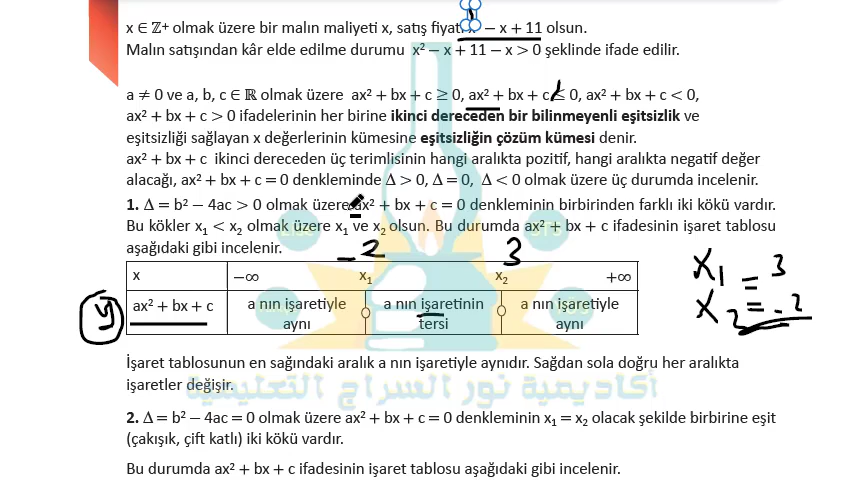 x ∈ ℤ⁺ olmak üzere bir malın maliyeti x, satış fiyatı x² − x + 11 olsun.
Malın satışından kâr elde edilme durumu x² − x + 11 − x > 0 şeklinde ifade edilir.
a ≠ 0 ve a, b, c ∈ ℝ olmak üzere ax² + bx + c ≥ 0, ax² + bx + c ≤ 0, ax² + bx + c < 0,
ax² + bx + c > 0 ifadelerinin her birine ikinci dereceden bir bilinmeyenli eşitsizlik ve
eşitsizliği sağlayan x değerlerinin kümesine eşitsizliğin çözüm kümesi denir.
ax² + bx + c ikinci dereceden üç terimlisinin hangi aralıkta pozitif, hangi aralıkta negatif değer
alacağı, ax² + bx + c = 0 denkleminde Δ > 0, Δ = 0, Δ < 0 olmak üzere üç durumda incelenir.
1. Δ = b² − 4ac > 0 olmak üzere ax² + bx + c = 0 denkleminin birbirinden farklı iki kökü vardır.
Bu kökler x₁ < x₂ olmak üzere x₁ ve x₂ olsun. Bu durumda ax² + bx + c ifadesinin işaret tablosu
aşağıdaki gibi incelenir.
−2 3
x −∞ x₁ x₂ +∞
y ax² + bx + c a nın işaretiyle aynı a nın işaretinin tersi a nın işaretiyle aynı
x₁ = 3
x₂ = −2
İşaret tablosunun en sağındaki aralık a nın işaretiyle aynıdır. Sağdan sola doğru her aralıkta
işaretler değişir.
أكاديمية نور السراج التعليمية
2. Δ = b² − 4ac = 0 olmak üzere ax² + bx + c = 0 denkleminin x₁ = x₂ olacak şekilde birbirine eşit
(çakışık, çift katlı) iki kökü vardır.
Bu durumda ax² + bx + c ifadesinin işaret tablosu aşağıdaki gibi incelenir.